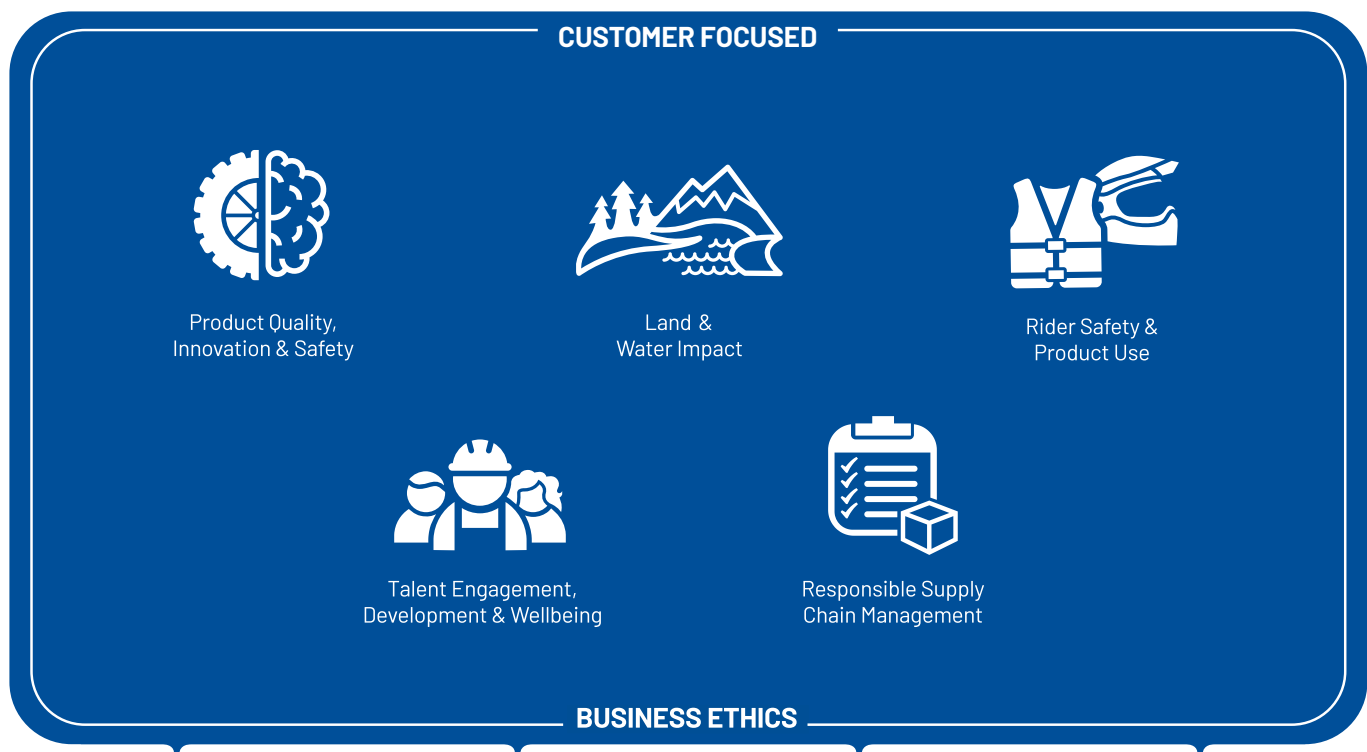 CUSTOMER FOCUSED
Product Quality,
Innovation & Safety
Land &
Water Impact
Rider Safety &
Product Use
Talent Engagement,
Development & Wellbeing
Responsible Supply
Chain Management
BUSINESS ETHICS